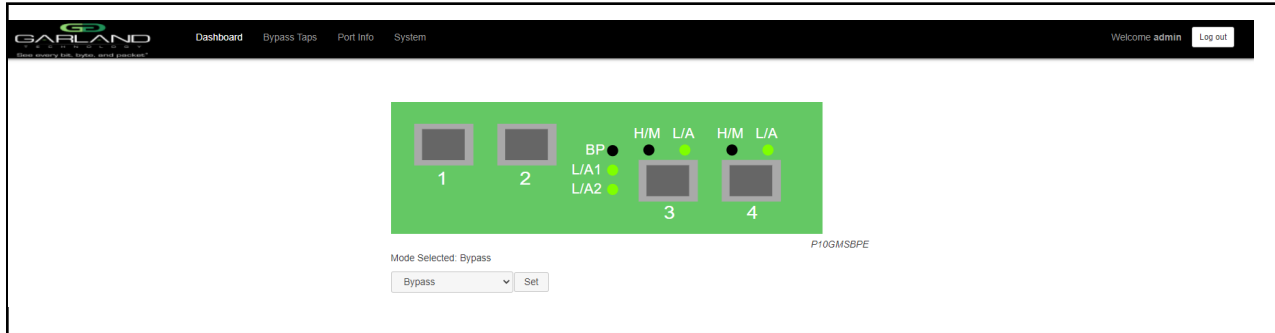 GARLAND
TECHNOLOGY
See every bit, byte, and packet®
Dashboard Bypass Taps Port Info System Welcome admin Log out
H/M L/A H/M L/A
BP
L/A1
L/A2
1 2
3 4
P10GMSBPE
Mode Selected: Bypass
Bypass Set